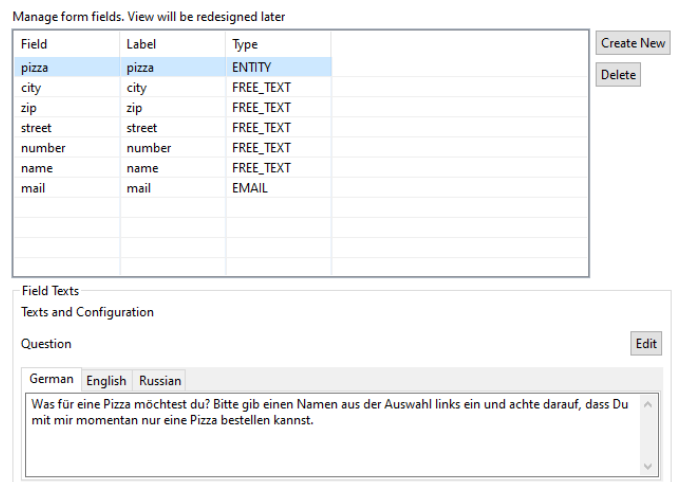 Manage form fields. View will be redesigned later
Field Label Type
Create New
pizza pizza ENTITY
Delete
city city FREE_TEXT
zip zip FREE_TEXT
street street FREE_TEXT
number number FREE_TEXT
name name FREE_TEXT
mail mail EMAIL
Field Texts
Texts and Configuration
Question
Edit
German English Russian
Was für eine Pizza möchtest du? Bitte gib einen Namen aus der Auswahl links ein und achte darauf, dass Du
mit mir momentan nur eine Pizza bestellen kannst.